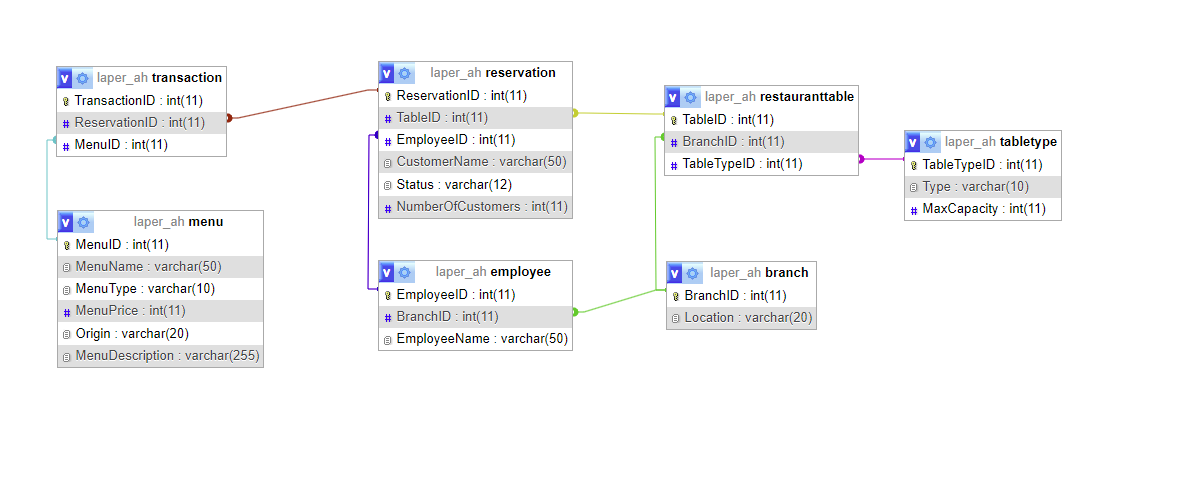 v laper_ah transaction
TransactionID : int(11)
# ReservationID : int(11)
# MenuID : int(11)
v laper_ah menu
MenuID : int(11)
MenuName : varchar(50)
MenuType : varchar(10)
# MenuPrice : int(11)
Origin : varchar(20)
MenuDescription : varchar(255)
v laper_ah reservation
ReservationID : int(11)
# TableID : int(11)
# EmployeeID : int(11)
CustomerName : varchar(50)
Status : varchar(12)
# NumberOfCustomers : int(11)
v laper_ah employee
EmployeeID : int(11)
# BranchID : int(11)
EmployeeName : varchar(50)
v laper_ah restauranttable
TableID : int(11)
# BranchID : int(11)
# TableTypeID : int(11)
v laper_ah branch
BranchID : int(11)
Location : varchar(20)
v laper_ah tabletype
TableTypeID : int(11)
Type : varchar(10)
# MaxCapacity : int(11)